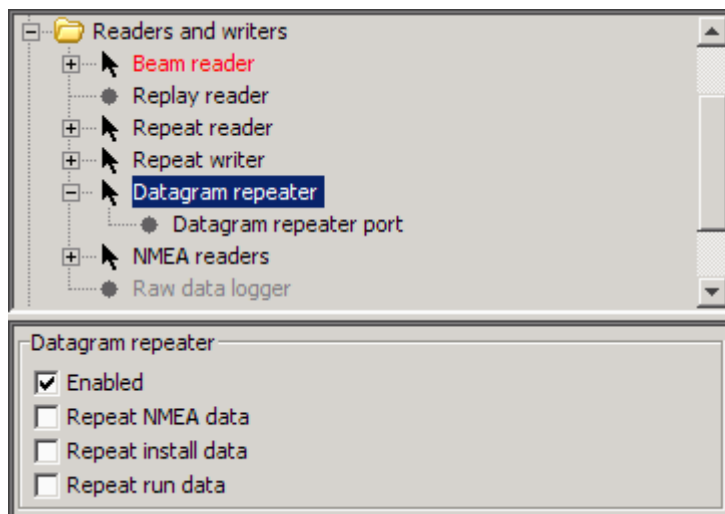 Readers and writers
Beam reader
Replay reader
Repeat reader
Repeat writer
Datagram repeater
Datagram repeater port
NMEA readers
Raw data logger
Datagram repeater
Enabled
Repeat NMEA data
Repeat install data
Repeat run data